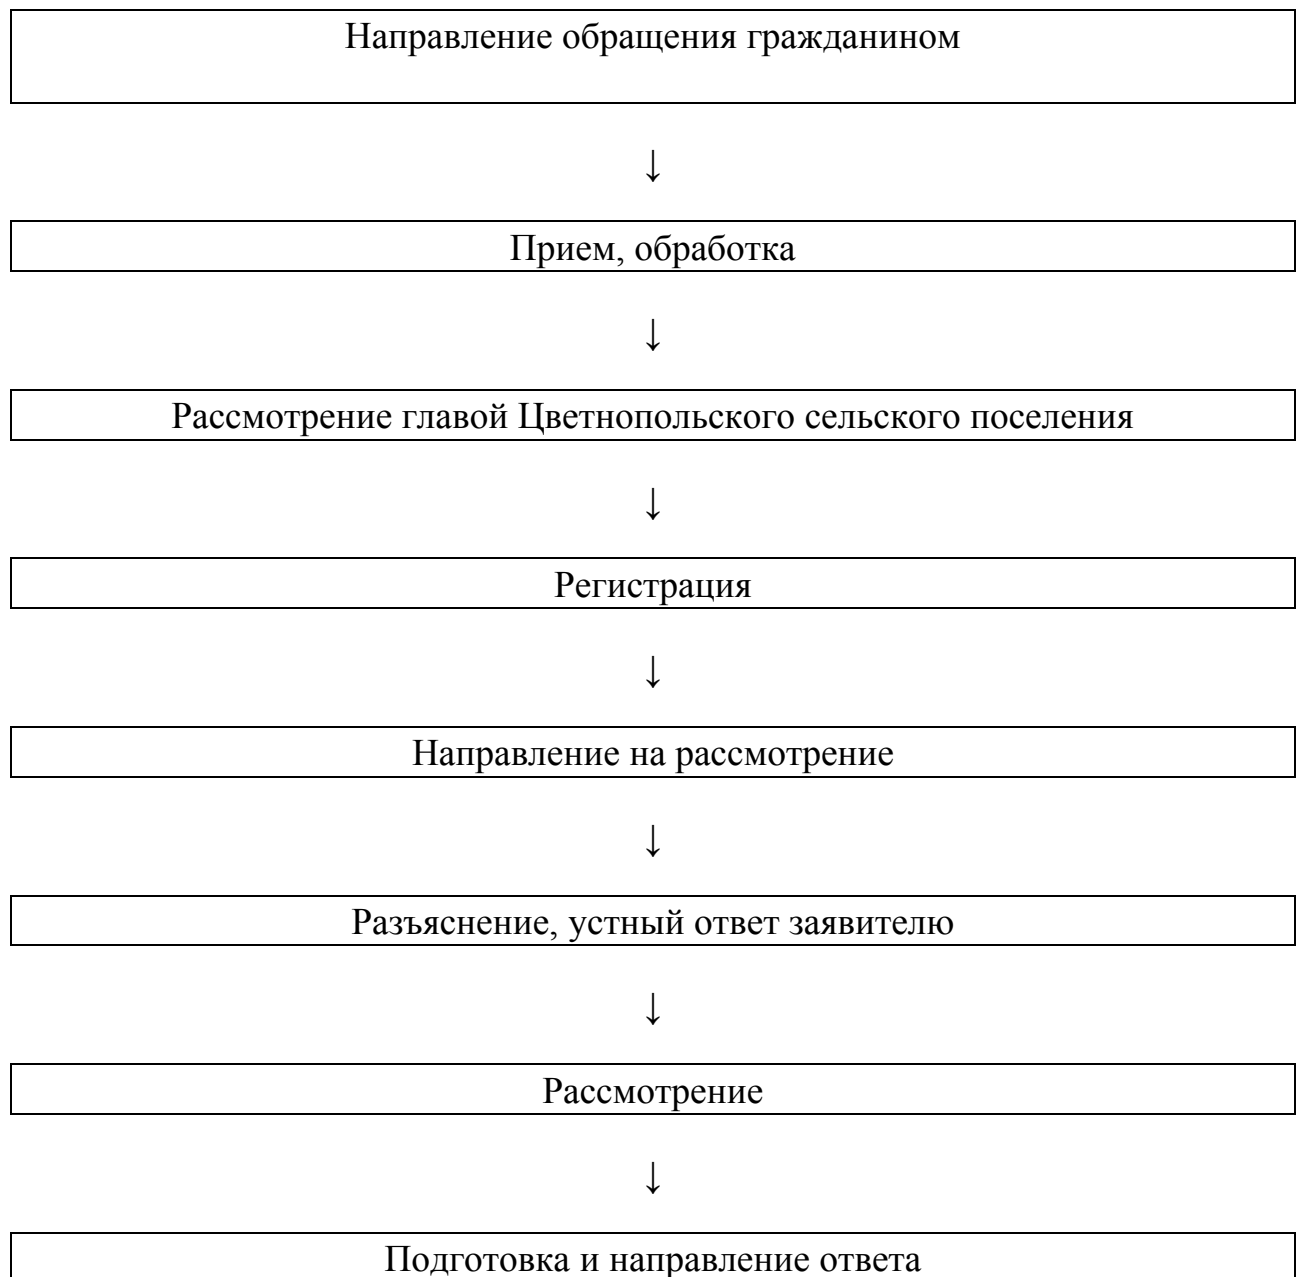 Направление обращения гражданином
↓
Прием, обработка
↓
Рассмотрение главой Цветнопольского сельского поселения
↓
Регистрация
↓
Направление на рассмотрение
↓
Разъяснение, устный ответ заявителю
↓
Рассмотрение
↓
Подготовка и направление ответа